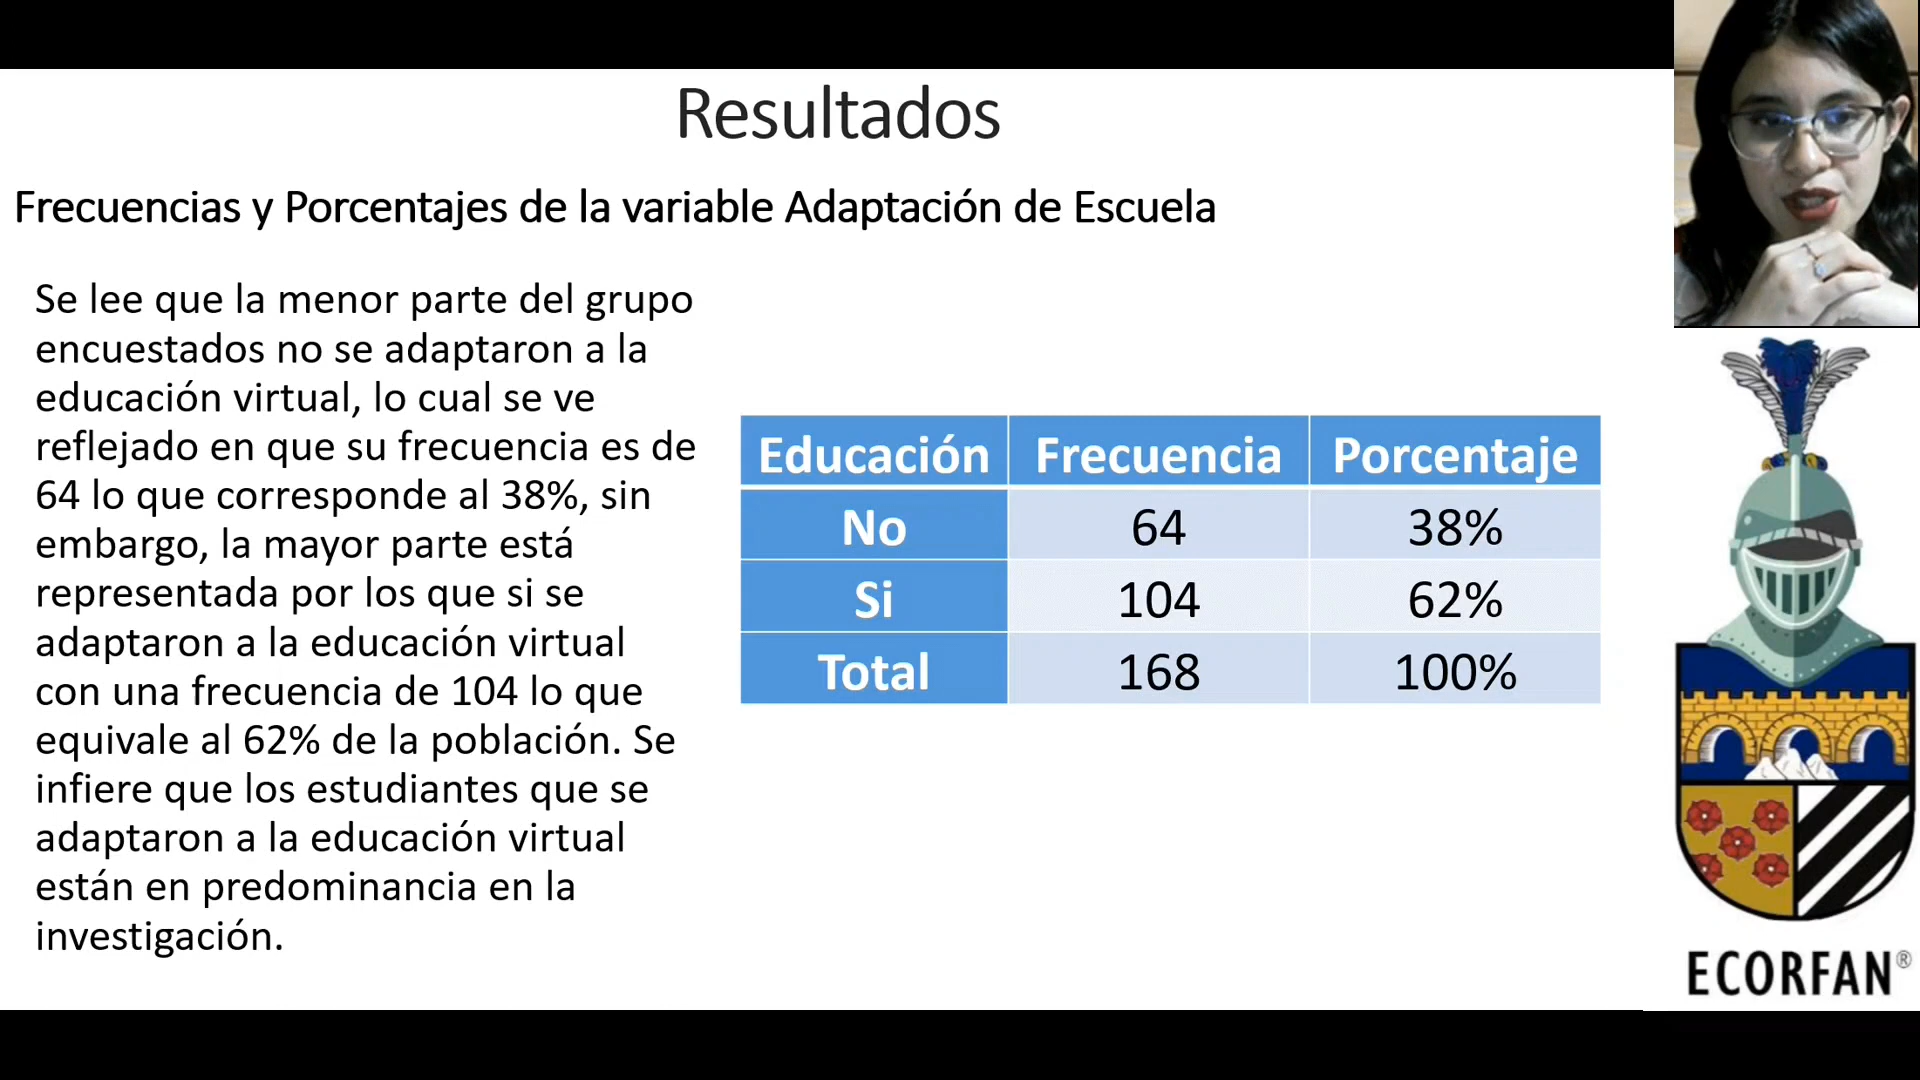 Resultados
Frecuencias y Porcentajes de la variable Adaptación de Escuela
Se lee que la menor parte del grupo
encuestados no se adaptaron a la
educación virtual, lo cual se ve
reflejado en que su frecuencia es de
64 lo que corresponde al 38%, sin
embargo, la mayor parte está
representada por los que si se
adaptaron a la educación virtual
con una frecuencia de 104 lo que
equivale al 62% de la población. Se
infiere que los estudiantes que se
adaptaron a la educación virtual
están en predominancia en la
investigación.
Educación Frecuencia Porcentaje
No 64 38%
Si 104 62%
Total 168 100%
ECORFAN®